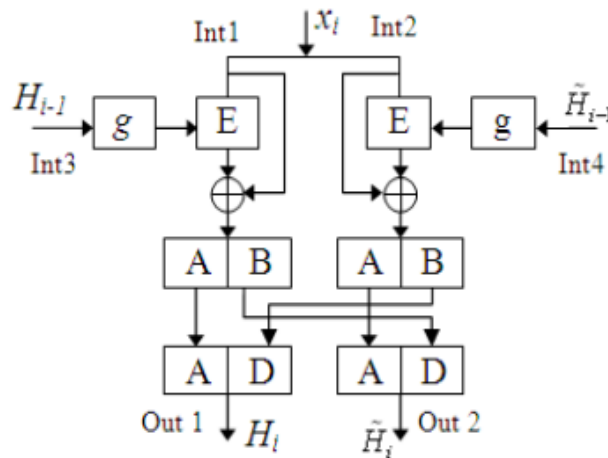 Int1 x_i Int2
H_{i-1} g E E g H̃_{i-1}
Int3 Int4
A B A B
A D A D
Out 1 H_i H̃_i Out 2